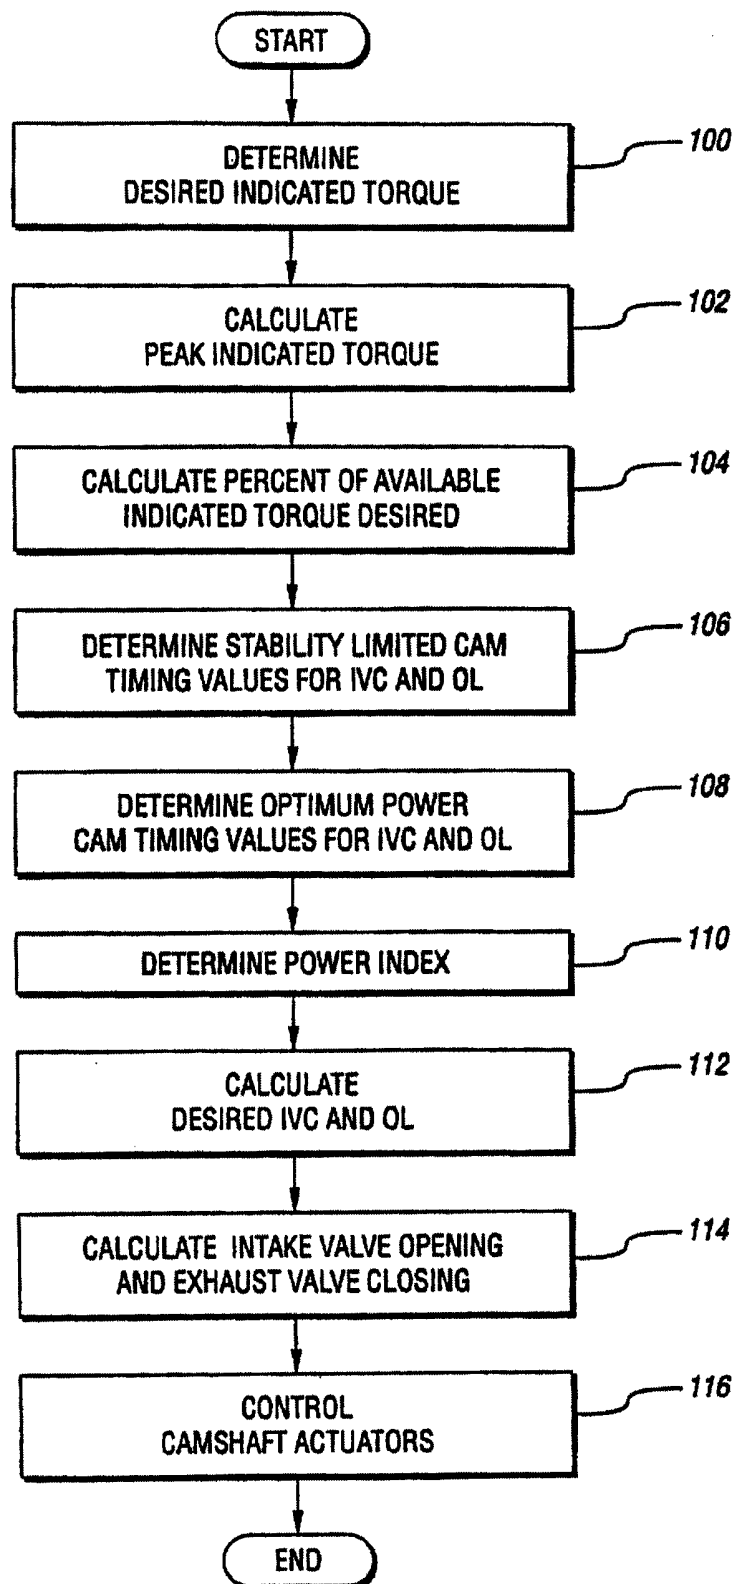 START
DETERMINE
DESIRED INDICATED TORQUE
100
CALCULATE
PEAK INDICATED TORQUE
102
CALCULATE PERCENT OF AVAILABLE
INDICATED TORQUE DESIRED
104
DETERMINE STABILITY LIMITED CAM
TIMING VALUES FOR IVC AND OL
106
DETERMINE OPTIMUM POWER
CAM TIMING VALUES FOR IVC AND OL
108
DETERMINE POWER INDEX
110
CALCULATE
DESIRED IVC AND OL
112
CALCULATE INTAKE VALVE OPENING
AND EXHAUST VALVE CLOSING
114
CONTROL
CAMSHAFT ACTUATORS
116
END